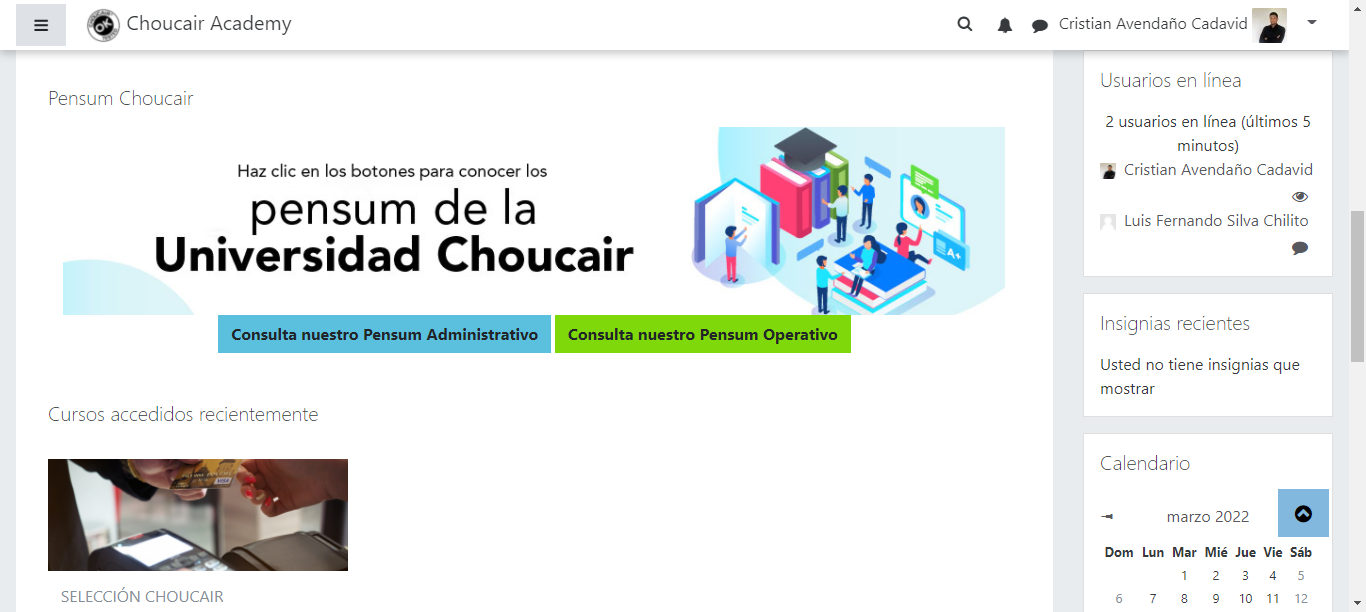 Choucair Academy
Cristian Avendaño Cadavid
Pensum Choucair
Haz clic en los botones para conocer los
pensum de la
Universidad Choucair
A+
Consulta nuestro Pensum Administrativo
Consulta nuestro Pensum Operativo
Cursos accedidos recientemente
VISA
SELECCIÓN CHOUCAIR
Usuarios en línea
2 usuarios en línea (últimos 5
minutos)
Cristian Avendaño Cadavid
Luis Fernando Silva Chilito
Insignias recientes
Usted no tiene insignias que
mostrar
Calendario
marzo 2022
Dom Lun Mar Mié Jue Vie Sáb
1 2 3 4 5
6 7 8 9 10 11 12